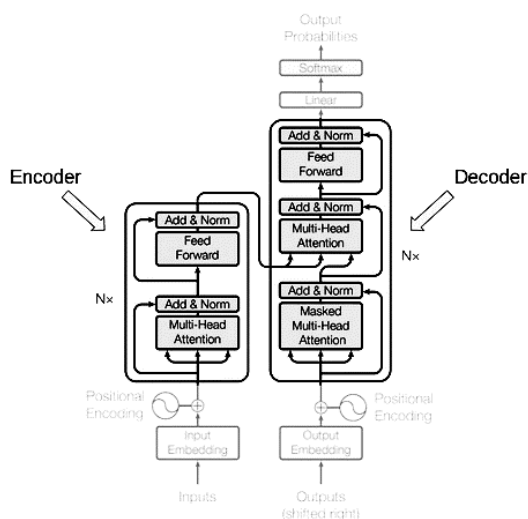 Output
Probabilities
Softmax
Linear
Add & Norm
Feed
Forward
Add & Norm
Multi-Head
Attention
Add & Norm
Masked
Multi-Head
Attention
Decoder
N×
Encoder
Add & Norm
Feed
Forward
Add & Norm
Multi-Head
Attention
N×
Positional
Encoding
Input
Embedding
Inputs
Positional
Encoding
Output
Embedding
Outputs
(shifted right)